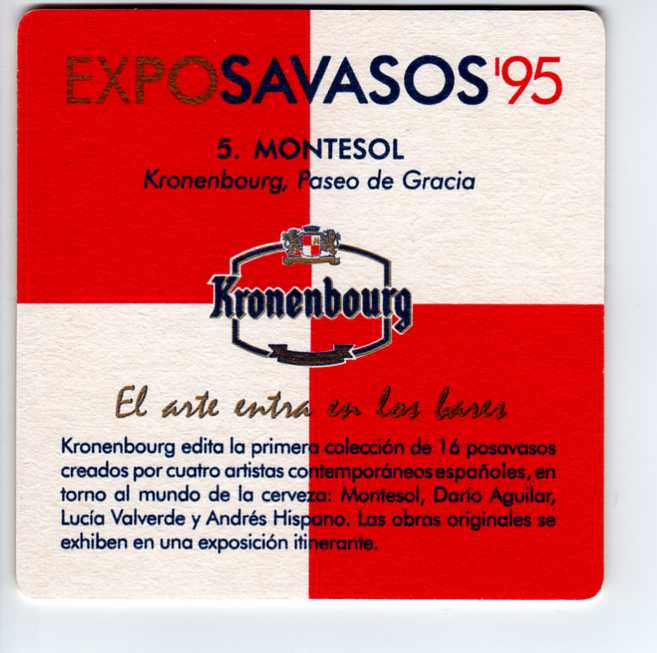 EXPOSAVASOS '95
5. MONTESOL
Kronenbourg, Paseo de Gracia
Kronenbourg
El arte entra en los bares
Kronenbourg edita la primera colección de 16 posavasos
creados por cuatro artistas contemporáneos españoles, en
torno al mundo de la cerveza: Montesol, Darío Aguilar,
Lucía Valverde y Andrés Hispano. Las obras originales se
exhiben en una exposición itinerante.